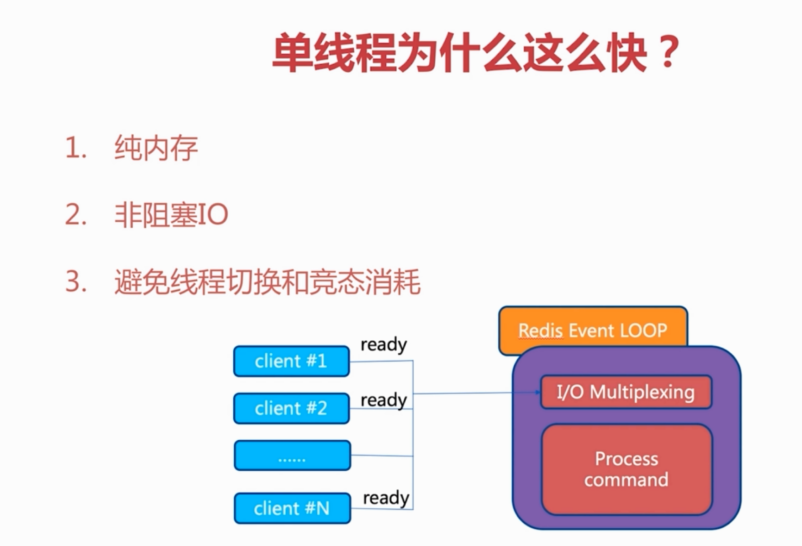 单线程为什么这么快？
1. 纯内存
2. 非阻塞IO
3. 避免线程切换和竞态消耗
Redis Event LOOP
ready
client #1
I/O Multiplexing
ready
client #2
......
Process
command
ready
client #N